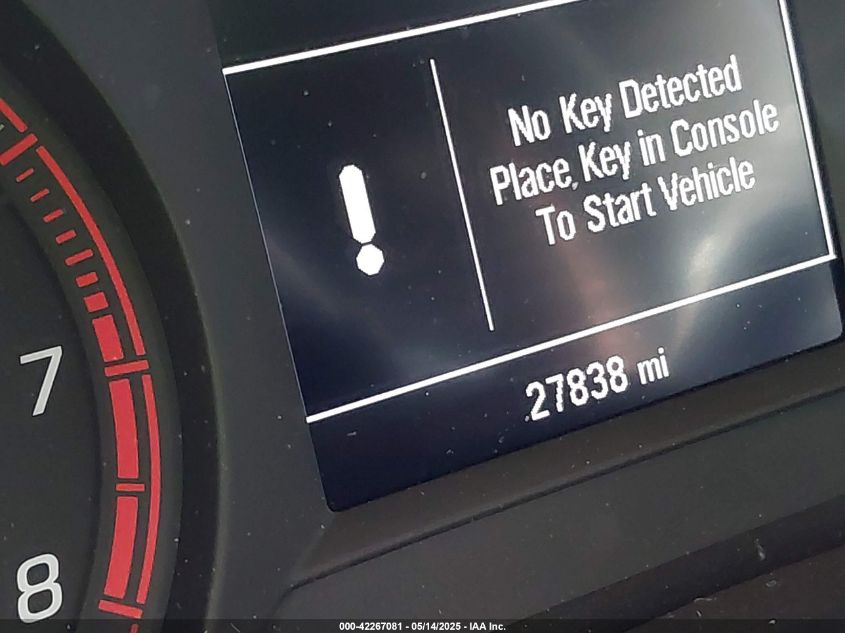 No Key Detected
Place Key in Console
To Start Vehicle
27838 mi
7
8
000-42267081 - 05/14/2025 - IAA Inc.